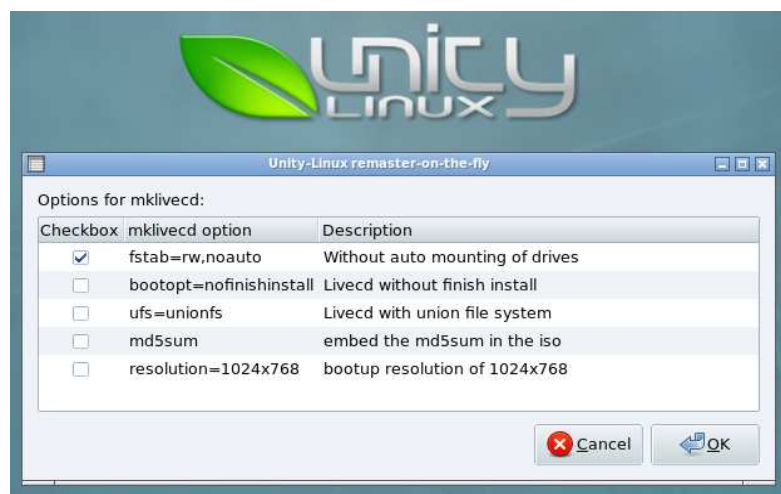 unity
LINUX
Unity-Linux remaster-on-the-fly
Options for mklivecd:
Checkbox mklivecd option Description
fstab=rw,noauto Without auto mounting of drives
bootopt=nofinishinstall Livecd without finish install
ufs=unionfs Livecd with union file system
md5sum embed the md5sum in the iso
resolution=1024x768 bootup resolution of 1024x768
Cancel OK